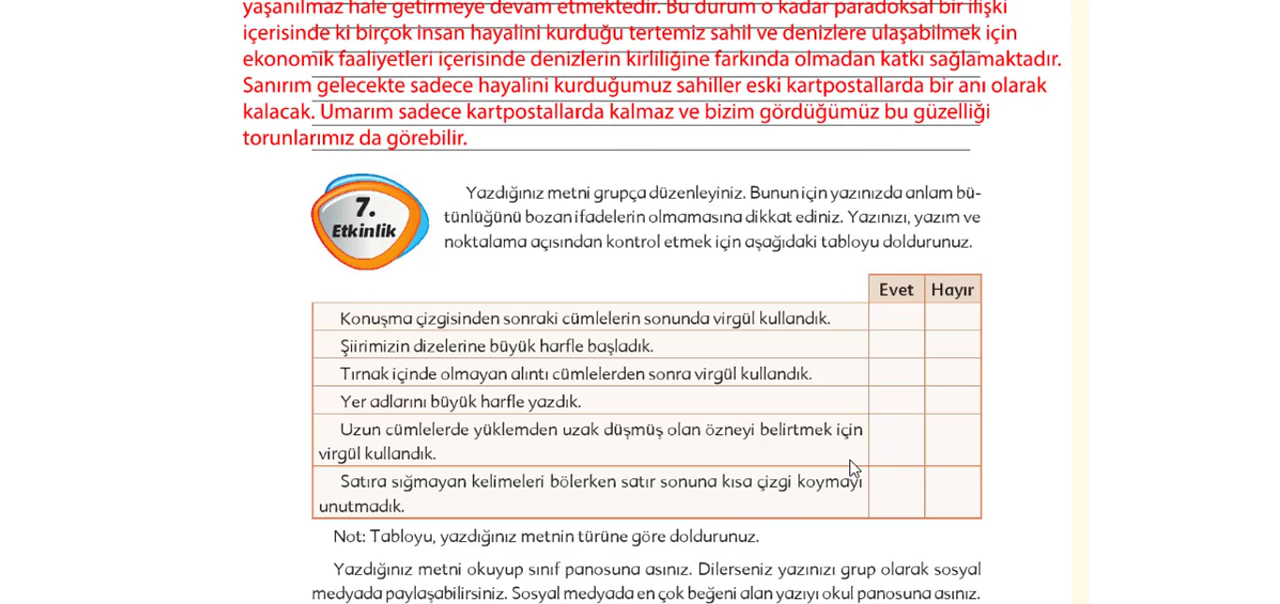 yaşanılmaz hale getirmeye devam etmektedir. Bu durum o kadar paradoksal bir ilişki
içerisinde ki birçok insan hayalini kurduğu tertemiz sahil ve denizlere ulaşabilmek için
ekonomik faaliyetleri içerisinde denizlerin kirliliğine farkında olmadan katkı sağlamaktadır.
Sanırım gelecekte sadece hayalini kurduğumuz sahiller eski kartpostallarda bir anı olarak
kalacak. Umarım sadece kartpostallarda kalmaz ve bizim gördüğümüz bu güzelliği
torunlarımız da görebilir.
7.
Etkinlik
Yazdığınız metni grupça düzenleyiniz. Bunun için yazınızda anlam bü-
tünlüğünü bozan ifadelerin olmamasına dikkat ediniz. Yazınızı, yazım ve
noktalama açısından kontrol etmek için aşağıdaki tabloyu doldurunuz.
Evet Hayır
Konuşma çizgisinden sonraki cümlelerin sonunda virgül kullandık.
Şiirimizin dizelerine büyük harfle başladık.
Tırnak içinde olmayan alıntı cümlelerden sonra virgül kullandık.
Yer adlarını büyük harfle yazdık.
Uzun cümlelerde yüklemden uzak düşmüş olan özneyi belirtmek için
virgül kullandık.
Satıra sığmayan kelimeleri bölerken satır sonuna kısa çizgi koymayı
unutmadık.
Not: Tabloyu, yazdığınız metnin türüne göre doldurunuz.
Yazdığınız metni okuyup sınıf panosuna asınız. Dilerseniz yazınızı grup olarak sosyal
medyada paylaşabilirsiniz. Sosyal medyada en çok beğeni alan yazıyı okul panosuna asınız.